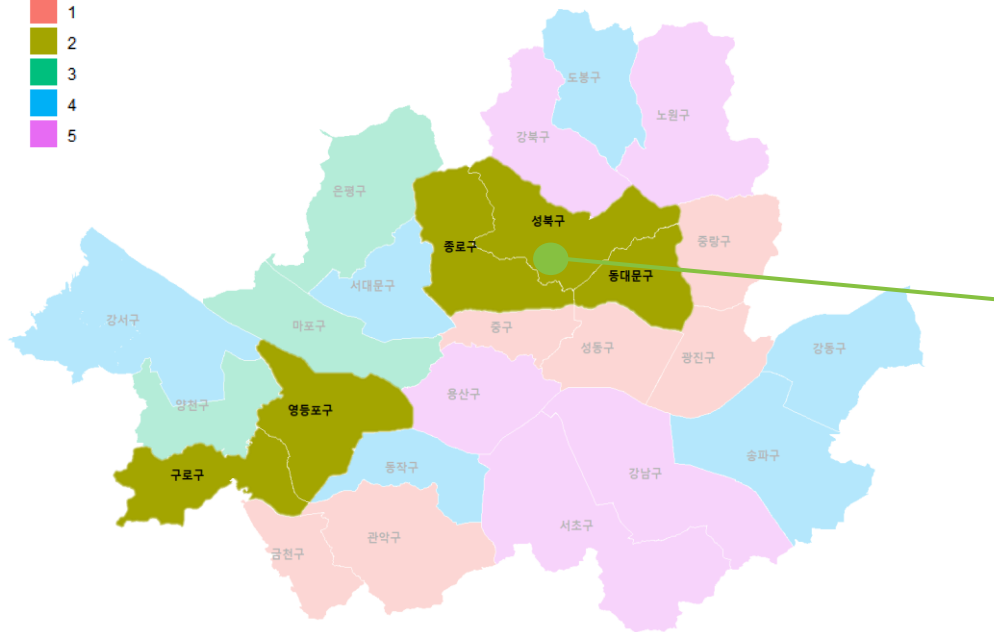 1
2
3
4
5
도봉구
노원구
강북구
은평구
성북구
중랑구
종로구
동대문구
서대문구
강서구
마포구
중구
성동구
광진구
강동구
용산구
양천구
영등포구
송파구
동작구
강남구
구로구
서초구
관악구
금천구